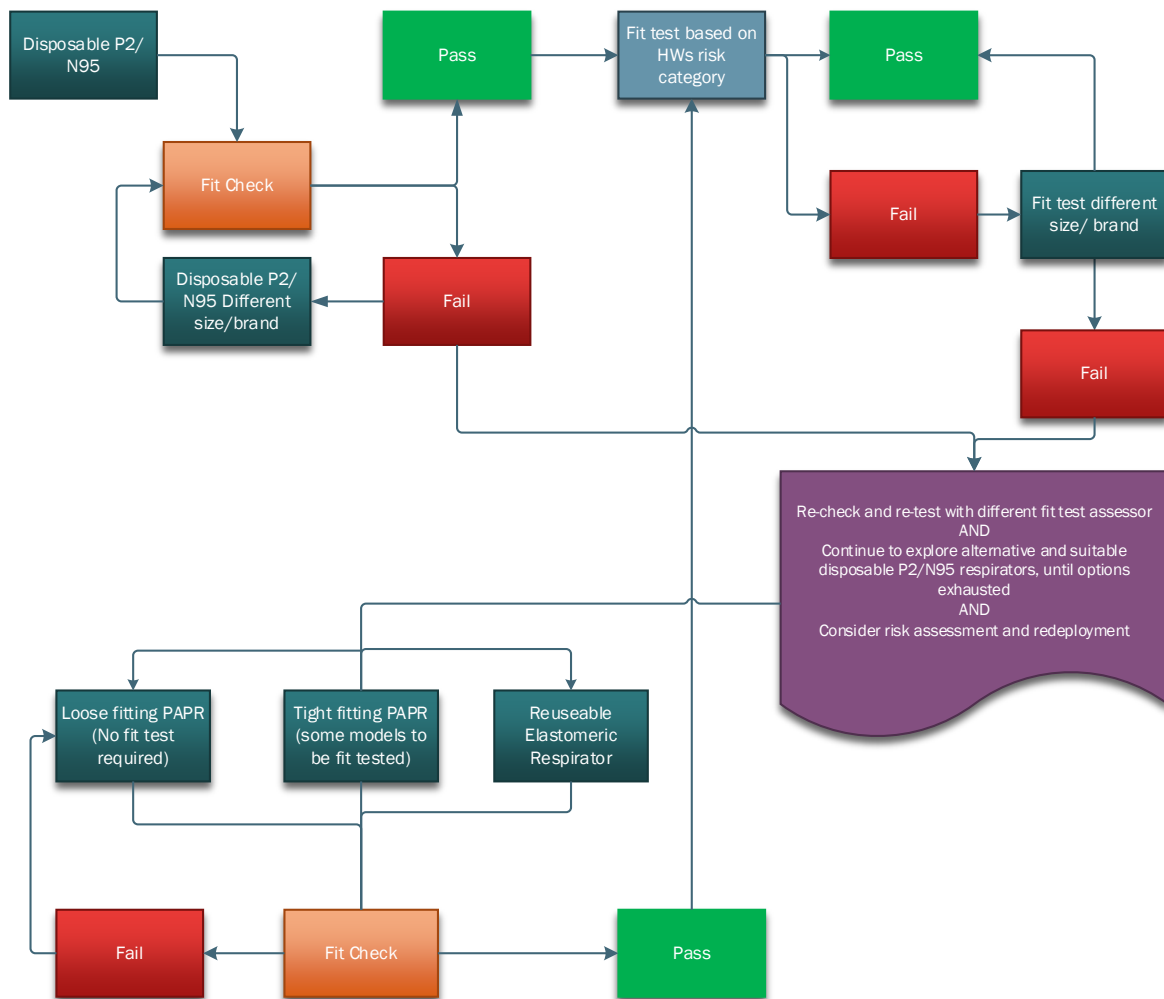 Disposable P2/
N95
Pass
Fit test based on
HWs risk
category
Pass
Fit Check
Fail
Fit test different
size/ brand
Disposable P2/
N95 Different
size/brand
Fail
Fail
Re-check and re-test with different fit test assessor
AND
Continue to explore alternative and suitable
disposable P2/N95 respirators, until options
exhausted
AND
Consider risk assessment and redeployment
Loose fitting PAPR
(No fit test
required)
Tight fitting PAPR
(some models to
be fit tested)
Reuseable
Elastomeric
Respirator
Fail
Fit Check
Pass